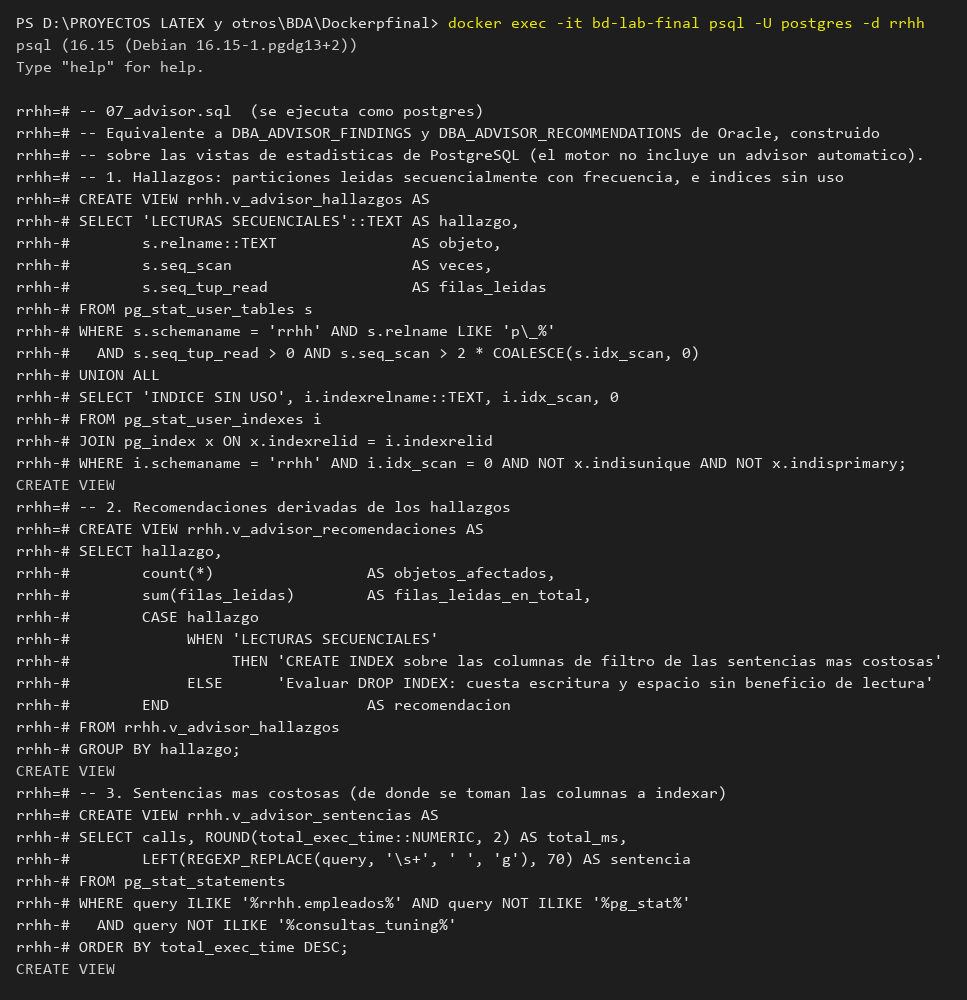 PS D:\PROYECTOS LATEX y otros\BDA\Dockerpfinal> docker exec -it bd-lab-final psql -U postgres -d rrhh
psql (16.15 (Debian 16.15-1.pgdg13+2))
Type "help" for help.

rrhh=# -- 07_advisor.sql  (se ejecuta como postgres)
rrhh=# -- Equivalente a DBA_ADVISOR_FINDINGS y DBA_ADVISOR_RECOMMENDATIONS de Oracle, construido
rrhh=# -- sobre las vistas de estadisticas de PostgreSQL (el motor no incluye un advisor automatico).
rrhh=# -- 1. Hallazgos: particiones leidas secuencialmente con frecuencia, e indices sin uso
rrhh=# CREATE VIEW rrhh.v_advisor_hallazgos AS
rrhh-# SELECT 'LECTURAS SECUENCIALES'::TEXT AS hallazgo,
rrhh-#        s.relname::TEXT               AS objeto,
rrhh-#        s.seq_scan                    AS veces,
rrhh-#        s.seq_tup_read                AS filas_leidas
rrhh-# FROM pg_stat_user_tables s
rrhh-# WHERE s.schemaname = 'rrhh' AND s.relname LIKE 'p\_%'
rrhh-#   AND s.seq_tup_read > 0 AND s.seq_scan > 2 * COALESCE(s.idx_scan, 0)
rrhh-# UNION ALL
rrhh-# SELECT 'INDICE SIN USO', i.indexrelname::TEXT, i.idx_scan, 0
rrhh-# FROM pg_stat_user_indexes i
rrhh-# JOIN pg_index x ON x.indexrelid = i.indexrelid
rrhh-# WHERE i.schemaname = 'rrhh' AND i.idx_scan = 0 AND NOT x.indisunique AND NOT x.indisprimary;
CREATE VIEW
rrhh=# -- 2. Recomendaciones derivadas de los hallazgos
rrhh=# CREATE VIEW rrhh.v_advisor_recomendaciones AS
rrhh-# SELECT hallazgo,
rrhh-#        count(*)                 AS objetos_afectados,
rrhh-#        sum(filas_leidas)        AS filas_leidas_en_total,
rrhh-#        CASE hallazgo
rrhh-#             WHEN 'LECTURAS SECUENCIALES'
rrhh-#                  THEN 'CREATE INDEX sobre las columnas de filtro de las sentencias mas costosas'
rrhh-#             ELSE      'Evaluar DROP INDEX: cuesta escritura y espacio sin beneficio de lectura'
rrhh-#        END                      AS recomendacion
rrhh-# FROM rrhh.v_advisor_hallazgos
rrhh-# GROUP BY hallazgo;
CREATE VIEW
rrhh=# -- 3. Sentencias mas costosas (de donde se toman las columnas a indexar)
rrhh=# CREATE VIEW rrhh.v_advisor_sentencias AS
rrhh-# SELECT calls, ROUND(total_exec_time::NUMERIC, 2) AS total_ms,
rrhh-#        LEFT(REGEXP_REPLACE(query, '\s+', ' ', 'g'), 70) AS sentencia
rrhh-# FROM pg_stat_statements
rrhh-# WHERE query ILIKE '%rrhh.empleados%' AND query NOT ILIKE '%pg_stat%'
rrhh-#   AND query NOT ILIKE '%consultas_tuning%'
rrhh-# ORDER BY total_exec_time DESC;
CREATE VIEW